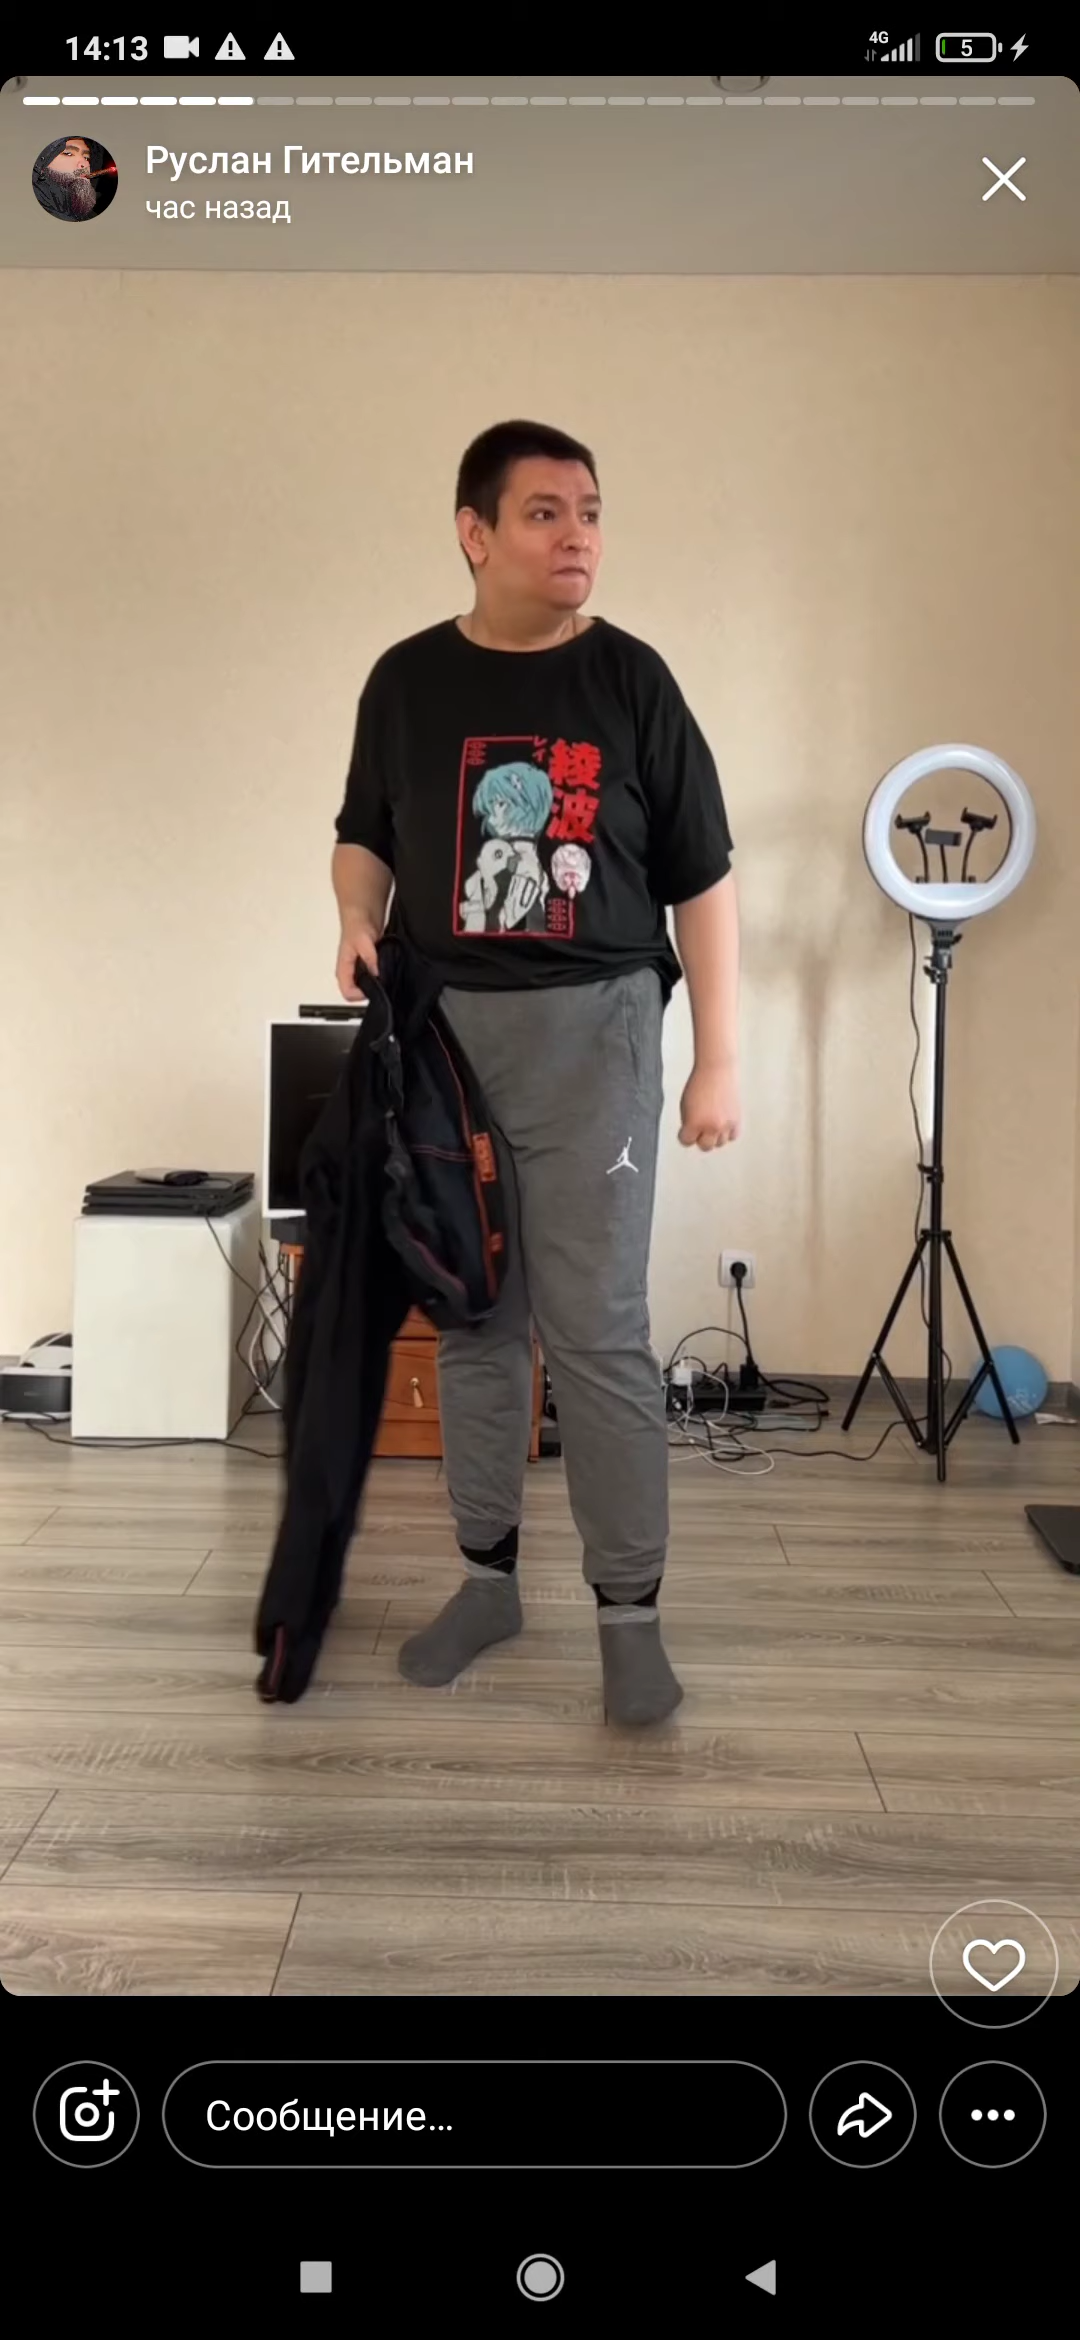 14:13
4G
5
Руслан Гительман
час назад
レイ
綾波
Сообщение...